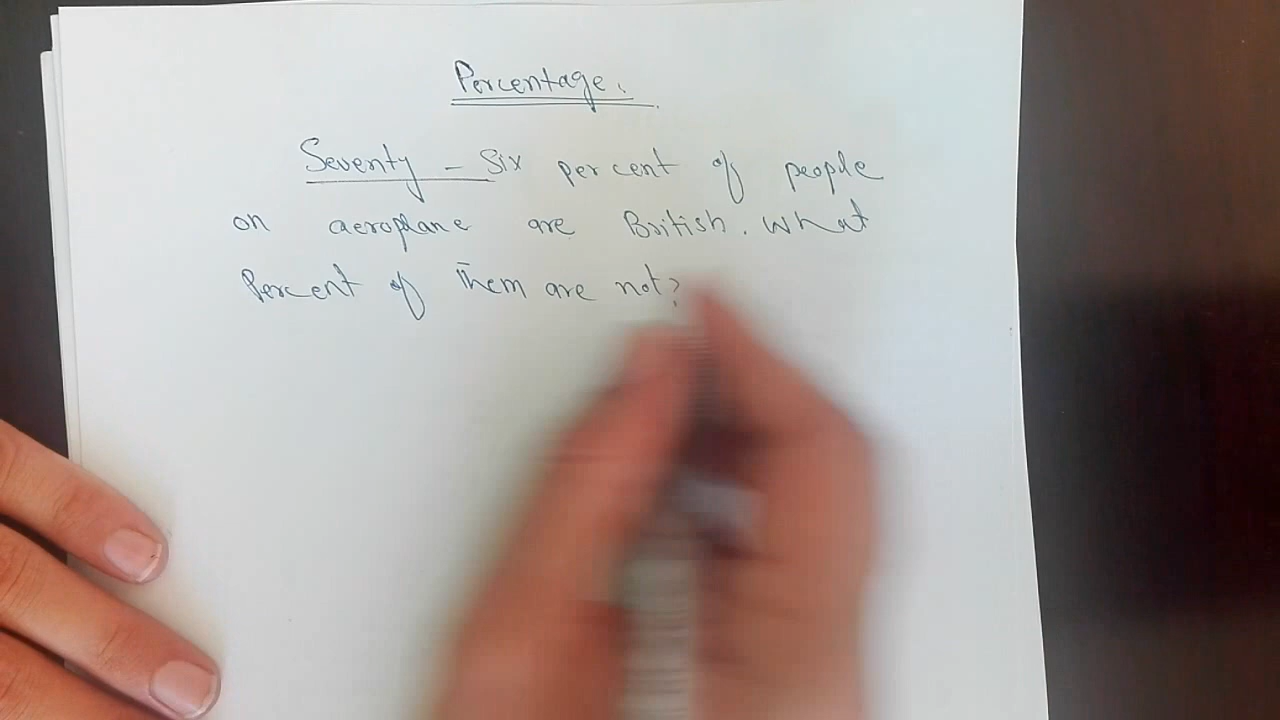 Percentage.
Seventy - Six percent of people
on aeroplane are British. What
Percent of Them are not?